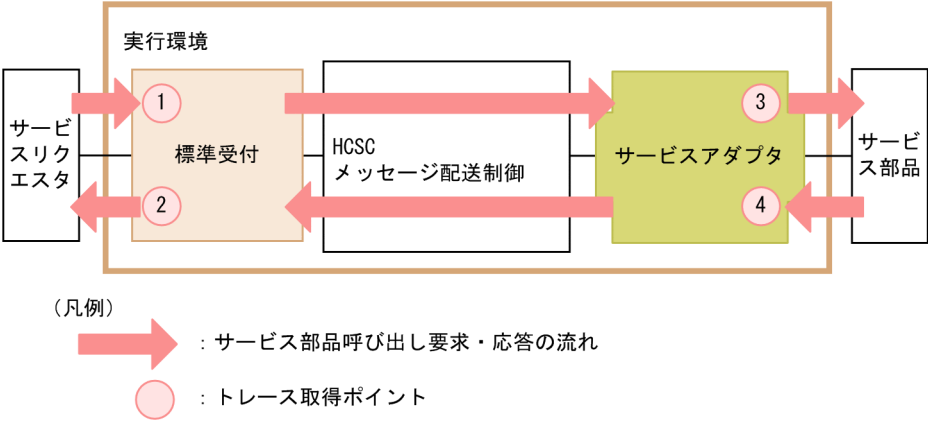 実行環境
サービ
スリク
エスタ
1
2
標準受付
HCSC
メッセージ配送制御
サービスアダプタ
3
4
サービ
ス部品
（凡例）
：サービス部品呼び出し要求・応答の流れ
：トレース取得ポイント